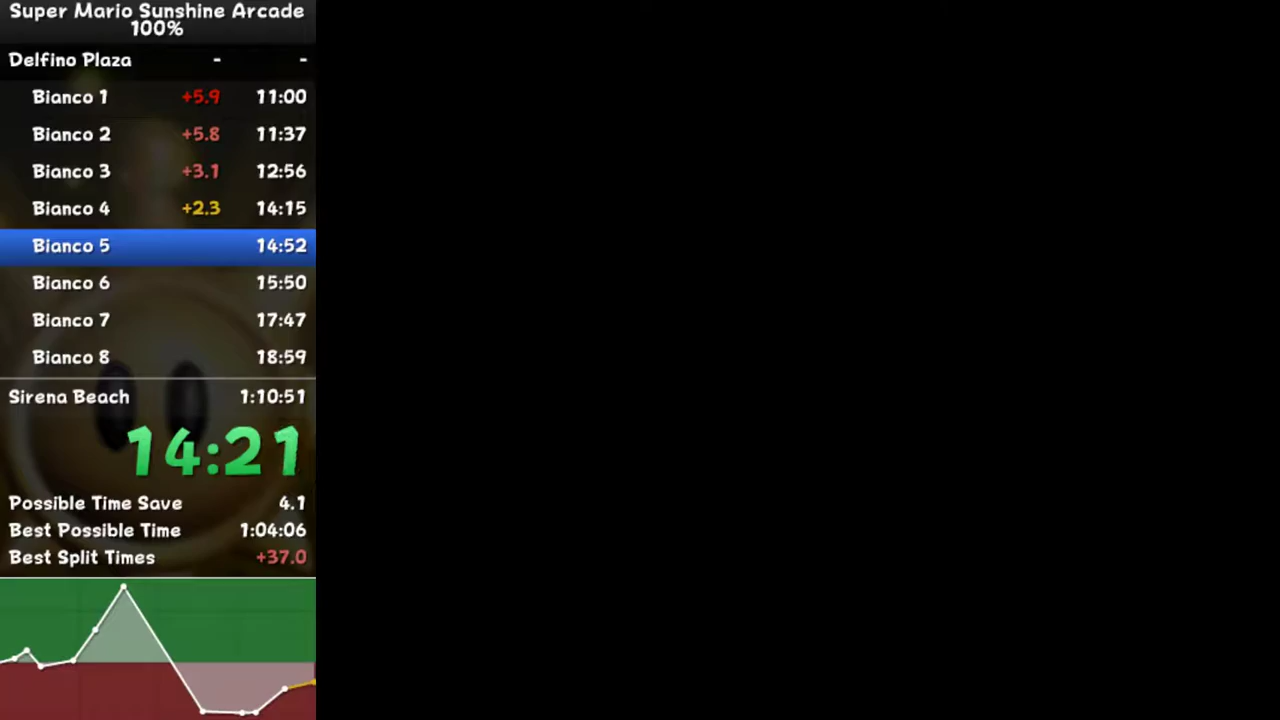 Super Mario Sunshine Arcade
100%
Delfino Plaza - -
Bianco 1 +5.9 11:00
Bianco 2 +5.8 11:37
Bianco 3 +3.1 12:56
Bianco 4 +2.3 14:15
Bianco 5 14:52
Bianco 6 15:50
Bianco 7 17:47
Bianco 8 18:59
Sirena Beach 1:10:51
14:21
Possible Time Save 4.1
Best Possible Time 1:04:06
Best Split Times +37.0